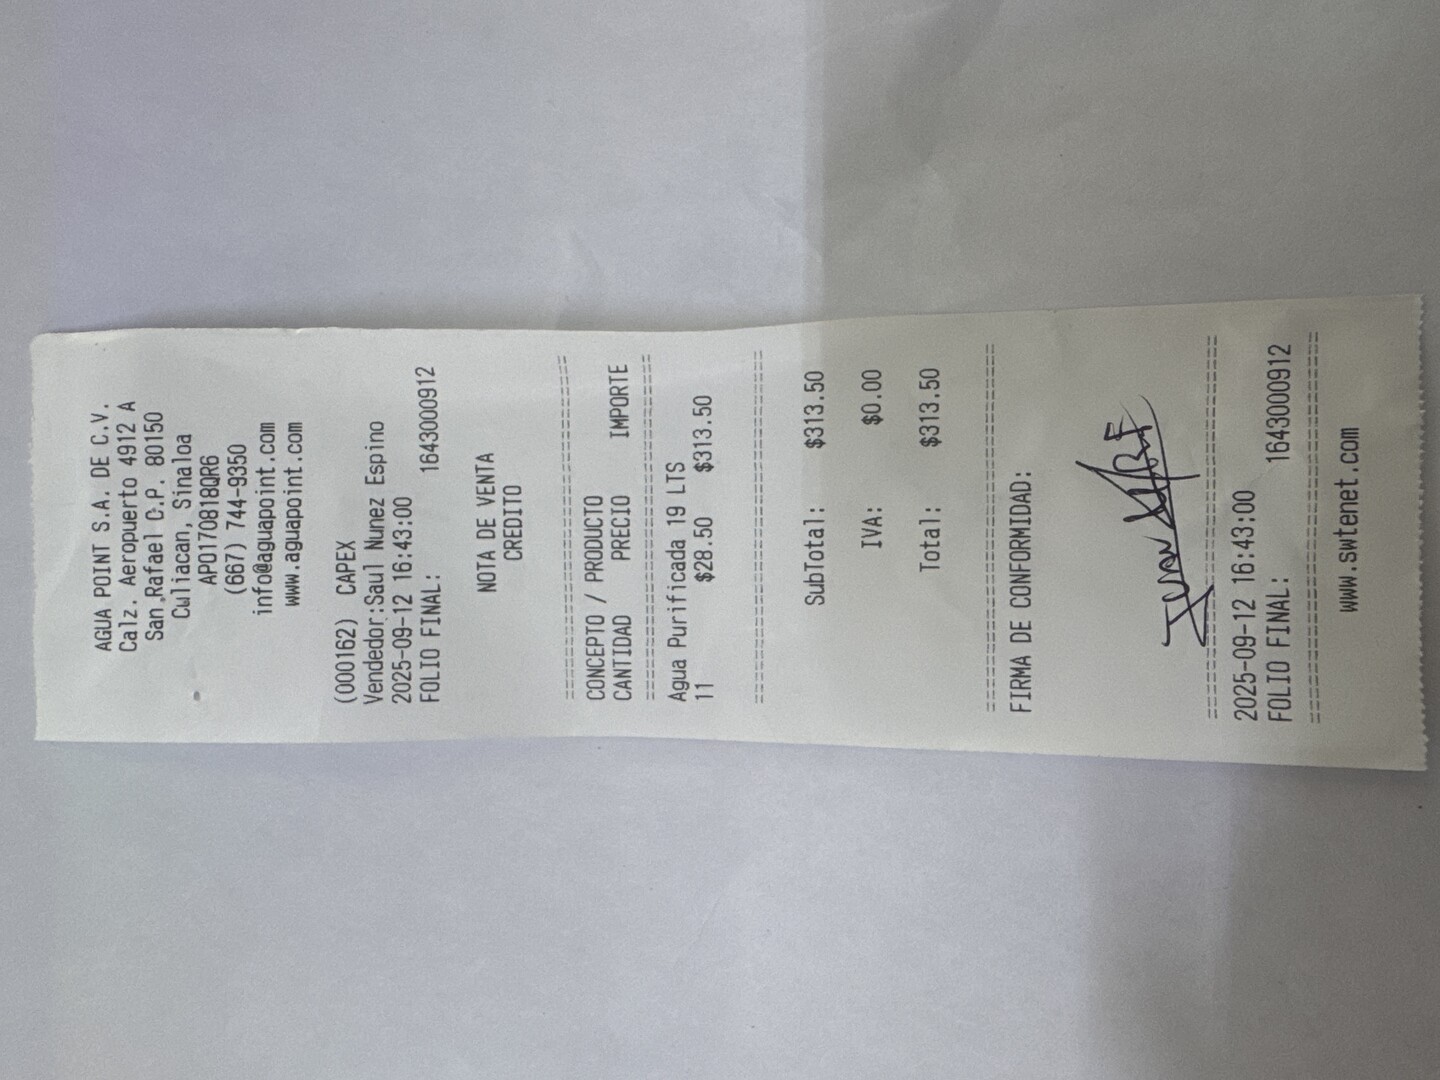 AGUA POINT S.A. DE C.V.
Calz. Aeropuerto 4912 A
San Rafael C.P. 80150
Culiacan, Sinaloa
APO170818QR6
(667) 744-9350
info@aguapoint.com
www.aguapoint.com
(000162) CAPEX
Vendedor:Saul Nunez Espino
2025-09-12 16:43:00
FOLIO FINAL: 1643000912
NOTA DE VENTA
CREDITO
CONCEPTO / PRODUCTO
CANTIDAD PRECIO IMPORTE
Agua Purificada 19 LTS
11 $28.50 $313.50
SubTotal: $313.50
IVA: $0.00
Total: $313.50
FIRMA DE CONFORMIDAD:
2025-09-12 16:43:00
FOLIO FINAL: 1643000912
www.swtenet.com